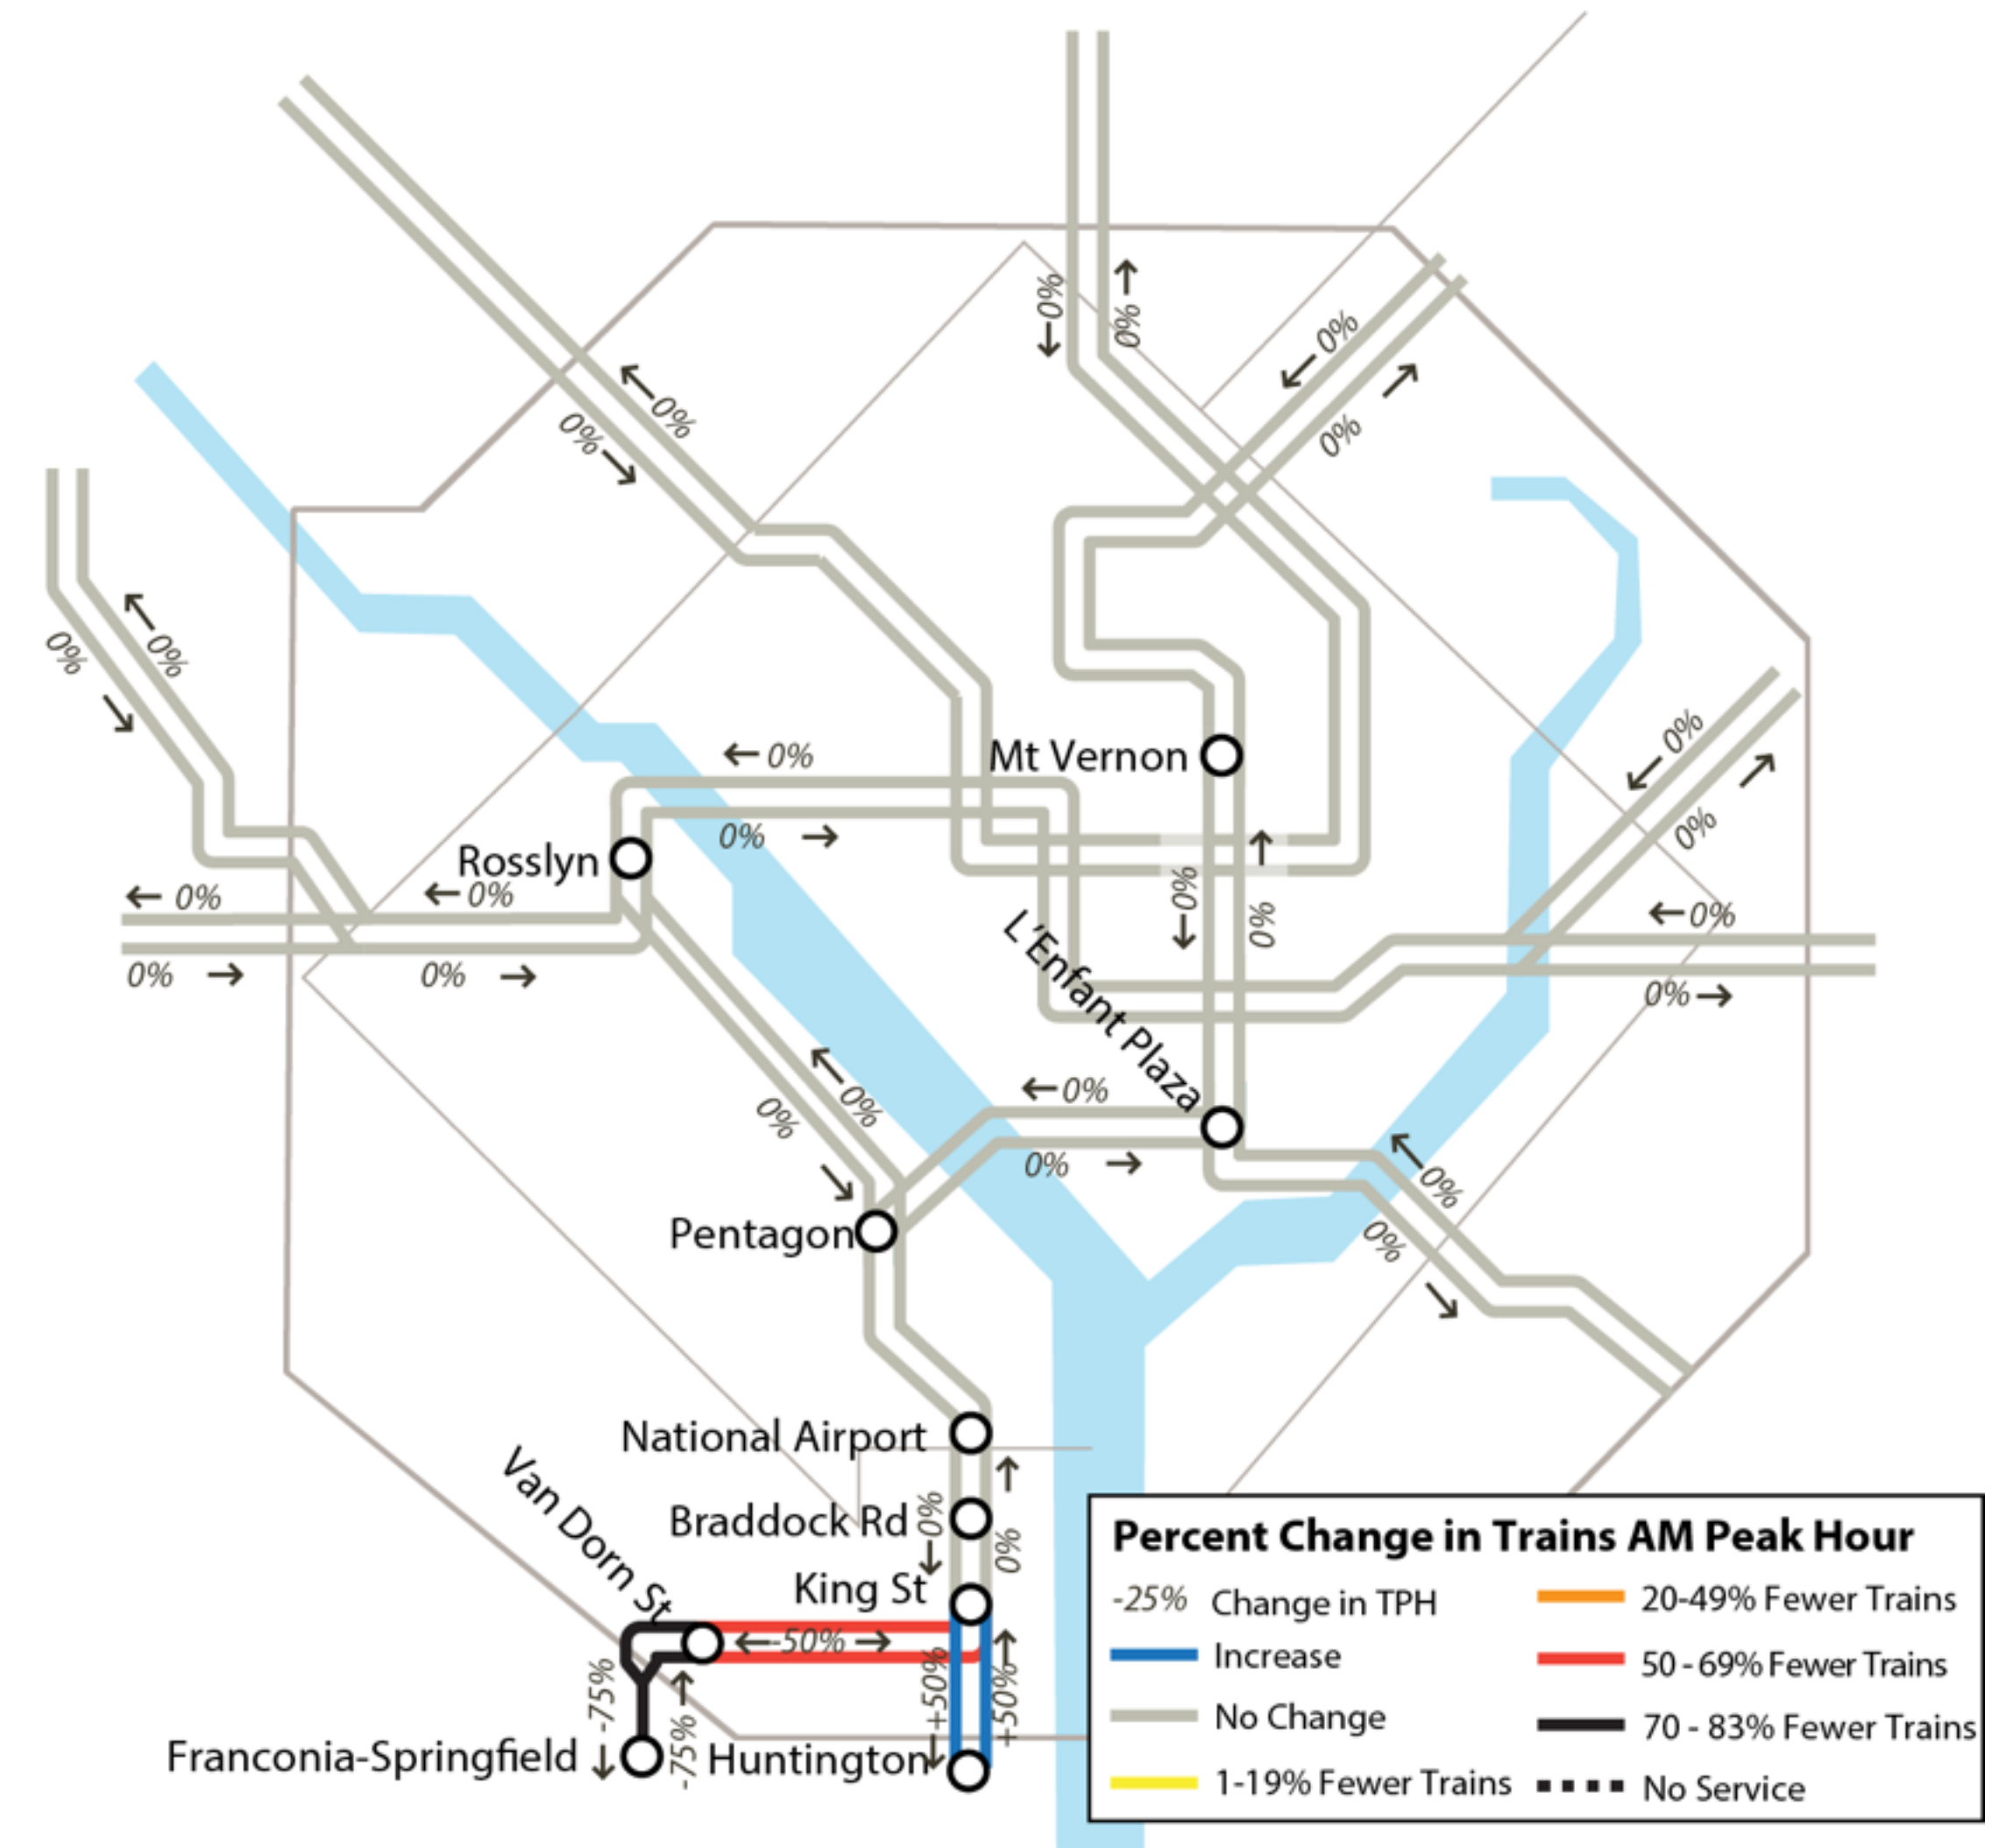 ←0%
0%→
←0%
0%→
←0%
0%→
←0%
0%→
←0%
0%→
Mt Vernon
←0%
0%→
Rosslyn
←0%
←0%
0%→
0%→
←0%
0%→
←0%
0%→
L'Enfant Plaza
←0%
0%→
←0%
0%→
←0%
0%→
Pentagon
National Airport
Braddock Rd
←0%
0%→
King St
Van Dorn St
←-50%→
←-75%
-75%→
←+50%
+50%→
Franconia-Springfield
Huntington
Percent Change in Trains AM Peak Hour
-25% Change in TPH
Increase
No Change
1-19% Fewer Trains
20-49% Fewer Trains
50 - 69% Fewer Trains
70 - 83% Fewer Trains
No Service